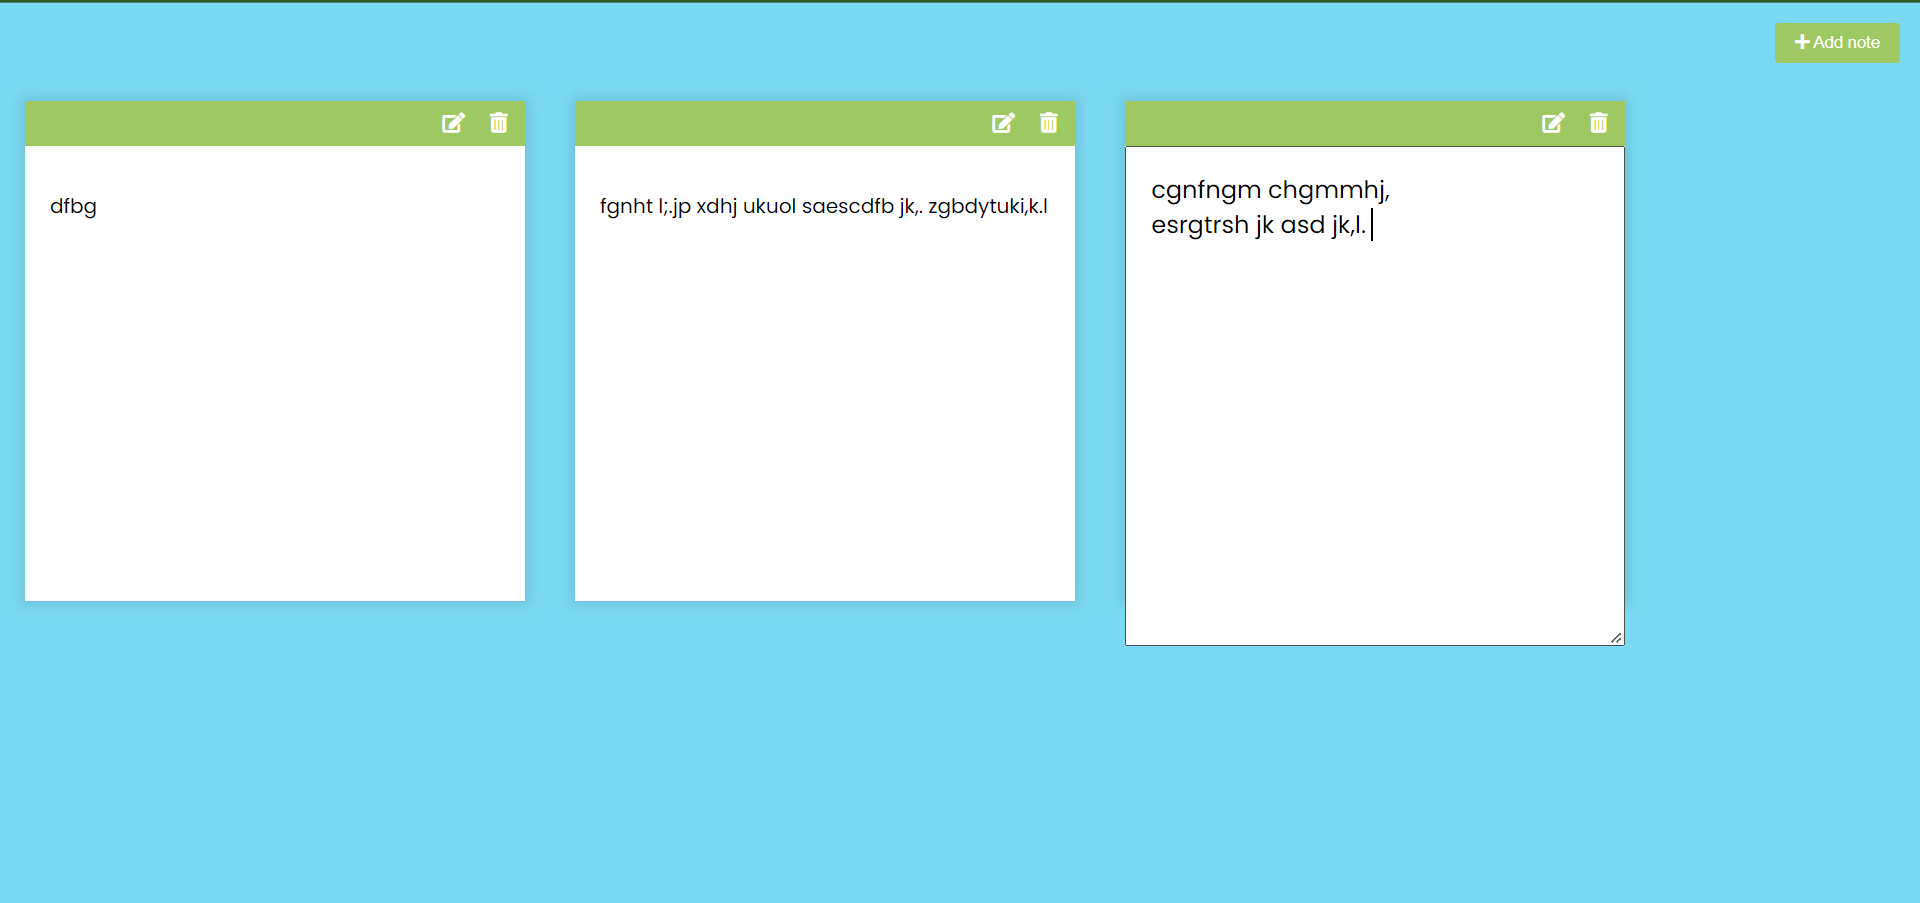 Add note
dfbg
fgnht l;.jp xdhj ukuol saescdfb jk,. zgbdytuki,k.l
cgnfngm chgmmhj,
esrgtrsh jk asd jk,l.